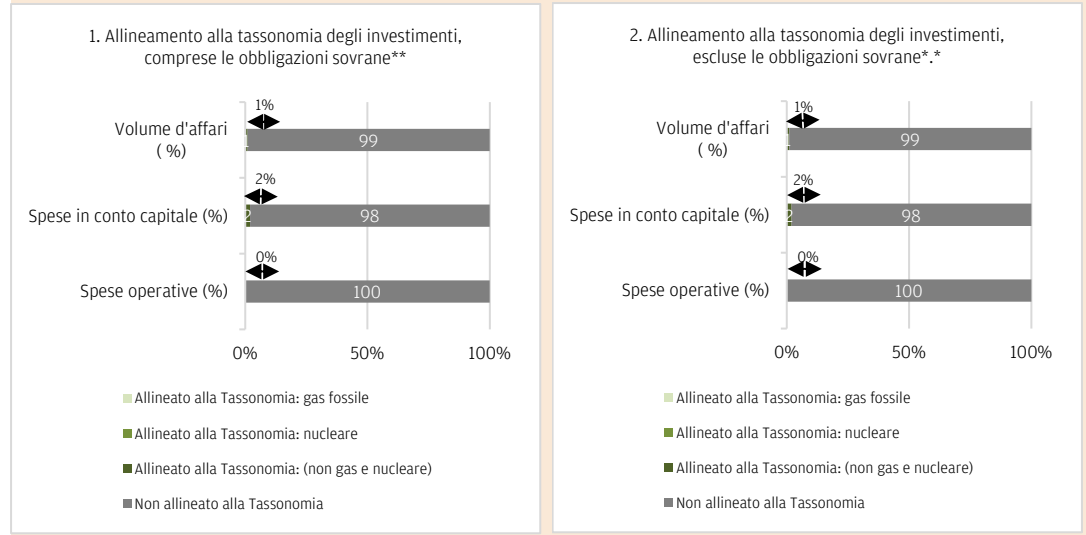 1. Allineamento alla tassonomia degli investimenti,
comprese le obbligazioni sovrane**
1%
Volume d'affari
( %)
1
99
2%
Spese in conto capitale (%)
2
98
0%
Spese operative (%)
100
0%
50%
100%
Allineato alla Tassonomia: gas fossile
Allineato alla Tassonomia: nucleare
Allineato alla Tassonomia: (non gas e nucleare)
Non allineato alla Tassonomia
2. Allineamento alla tassonomia degli investimenti,
escluse le obbligazioni sovrane*.*
1%
Volume d'affari
( %)
1
99
2%
Spese in conto capitale (%)
2
98
0%
Spese operative (%)
100
0%
50%
100%
Allineato alla Tassonomia: gas fossile
Allineato alla Tassonomia: nucleare
Allineato alla Tassonomia: (non gas e nucleare)
Non allineato alla Tassonomia